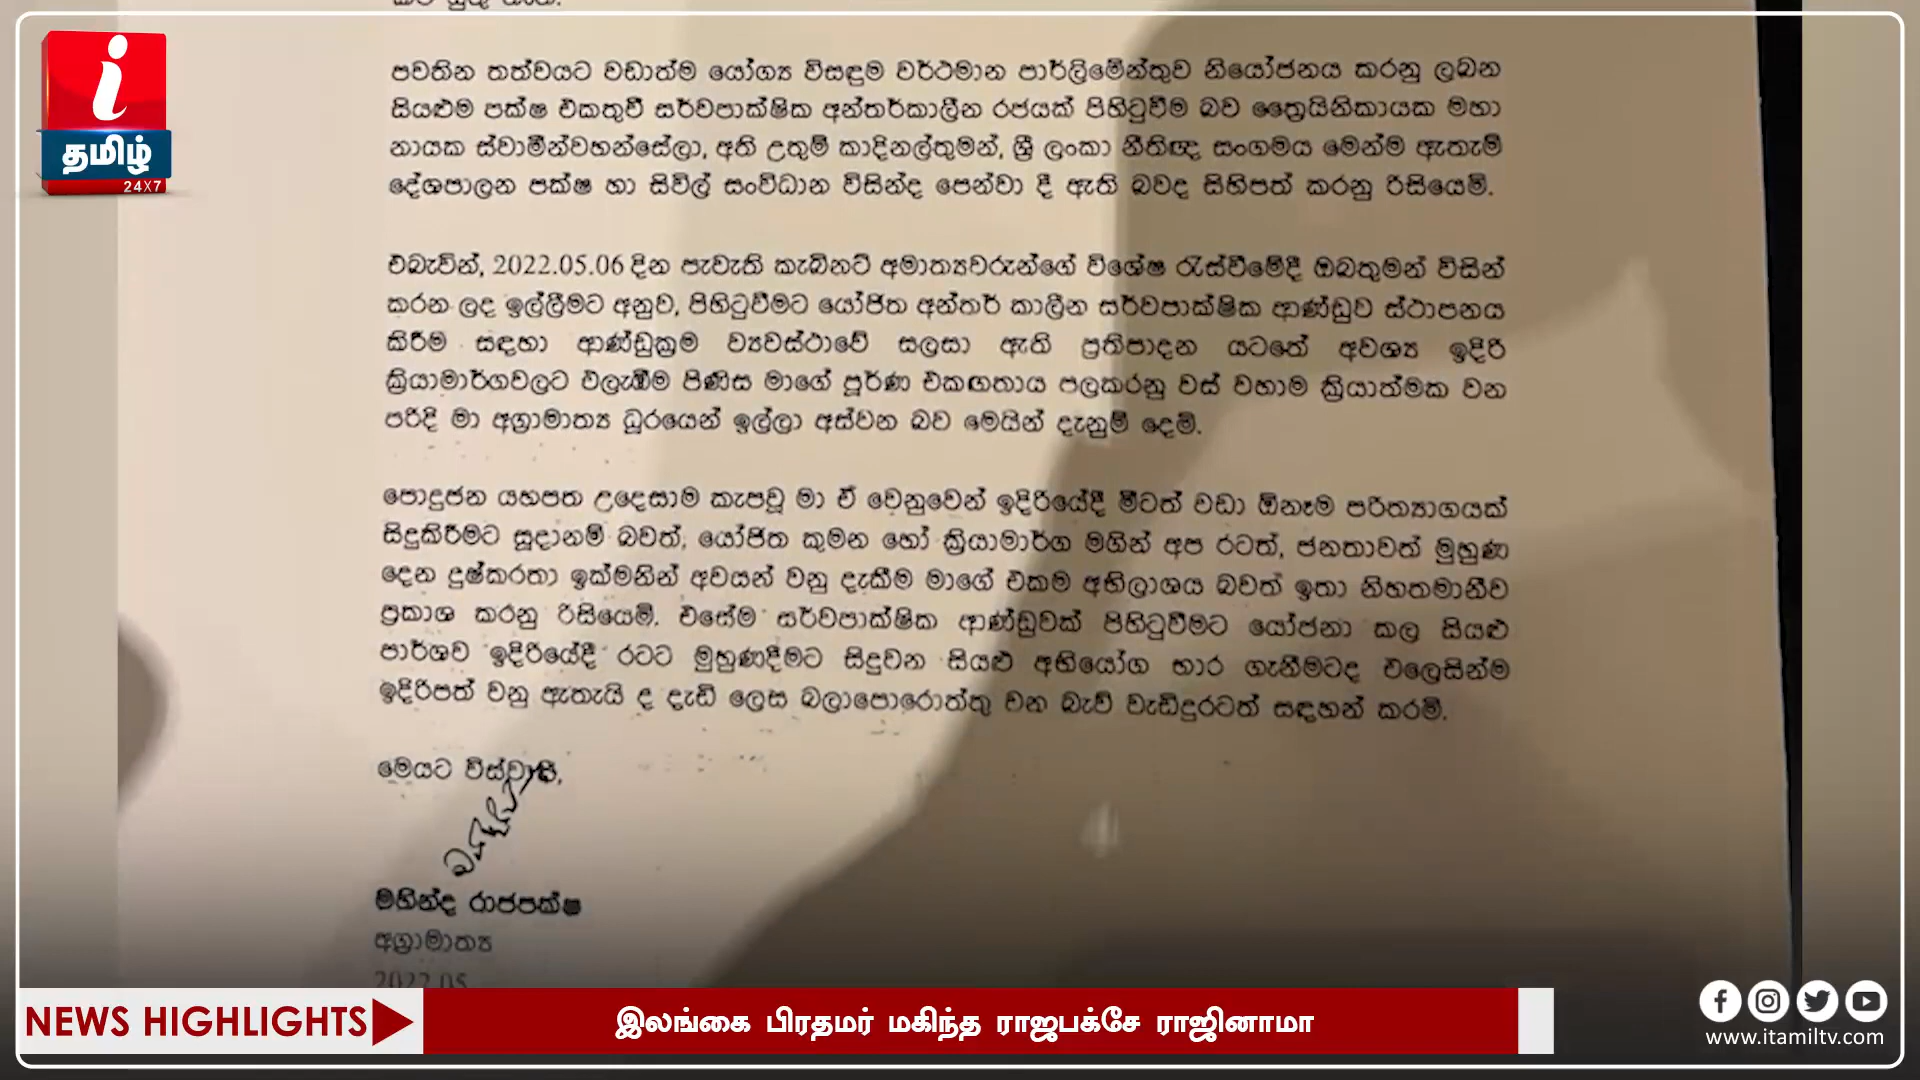 i
தமிழ்
24X7
පවතින තත්වයට වඩාත්ම යෝග්‍ය විසඳුම වර්ථමාන පාර්ලිමේන්තුව නියෝජනය කරනු ලබන
සියළුම පක්ෂ එකතුවී සර්වපාක්ෂික අන්තර්කාලීන රජයක් පිහිටුවීම බව ත්‍රෛයිනිකායක මහා
නායක ස්වාමීන්වහන්සේලා, අති උතුම් කාදිනල්තුමන්, ශ්‍රී ලංකා නීතිඥ සංගමය මෙන්ම ඇතැම්
දේශපාලන පක්ෂ හා සිවිල් සංවිධාන විසින්ද පෙන්වා දී ඇති බවද සිහිපත් කරනු රිසියෙමි.
එබැවින්, 2022.05.06 දින පැවැති කැබිනට් අමාත්‍යවරුන්ගේ විශේෂ රැස්වීමේදී ඔබතුමන් විසින්
කරන ලද ඉල්ලීමට අනුව, පිහිටුවීමට යෝජිත අන්තර් කාලීන සර්වපාක්ෂික ආණ්ඩුව ස්ථාපනය
කිරීම සඳහා ආණ්ඩුක්‍රම ව්‍යවස්ථාවේ සලසා ඇති ප්‍රතිපාදන යටතේ අවශ්‍ය ඉදිරි
ක්‍රියාමාර්ගවලට එලැඹීම පිණිස මාගේ පූර්ණ එකඟතාය පලකරනු වස් වහාම ක්‍රියාත්මක වන
පරිදි මා අග්‍රාමාත්‍ය ධූරයෙන් ඉල්ලා අස්වන බව මෙයින් දැනුම් දෙමි.
පොදුජන යහපත උදෙසාම කැපවූ මා ඒ වෙනුවෙන් ඉදිරියේදී මීටත් වඩා ඕනෑම පරිත්‍යාගයක්
සිදුකිරීමට සූදානම් බවත්, යෝජිත කුමන හෝ ක්‍රියාමාර්ග මගින් අප රටත්, ජනතාවත් මුහුණ
දෙන දුෂ්කරතා ඉක්මනින් අවසන් වනු දැකීම මාගේ එකම අභිලාශය බවත් ඉතා නිහතමානීව
ප්‍රකාශ කරනු රිසියෙමි. එසේම සර්වපාක්ෂික ආණ්ඩුවක් පිහිටුවීමට යෝජනා කල සියළු
පාර්ශව ඉදිරියේදී රටට මුහුණදීමට සිදුවන සියළු අභියෝග භාර ගැනීමටද එලෙසින්ම
ඉදිරිපත් වනු ඇතැයි ද දැඩි ලෙස බලාපොරොත්තු වන බැව් වැඩිදුරටත් සඳහන් කරමි.
මෙයට විශ්වාසී,
මහින්ද රාජපක්ෂ
අග්‍රාමාත්‍ය
2022.05
NEWS HIGHLIGHTS
இலங்கை பிரதமர் மகிந்த ராஜபக்சே ராஜினாமா
www.itamiltv.com